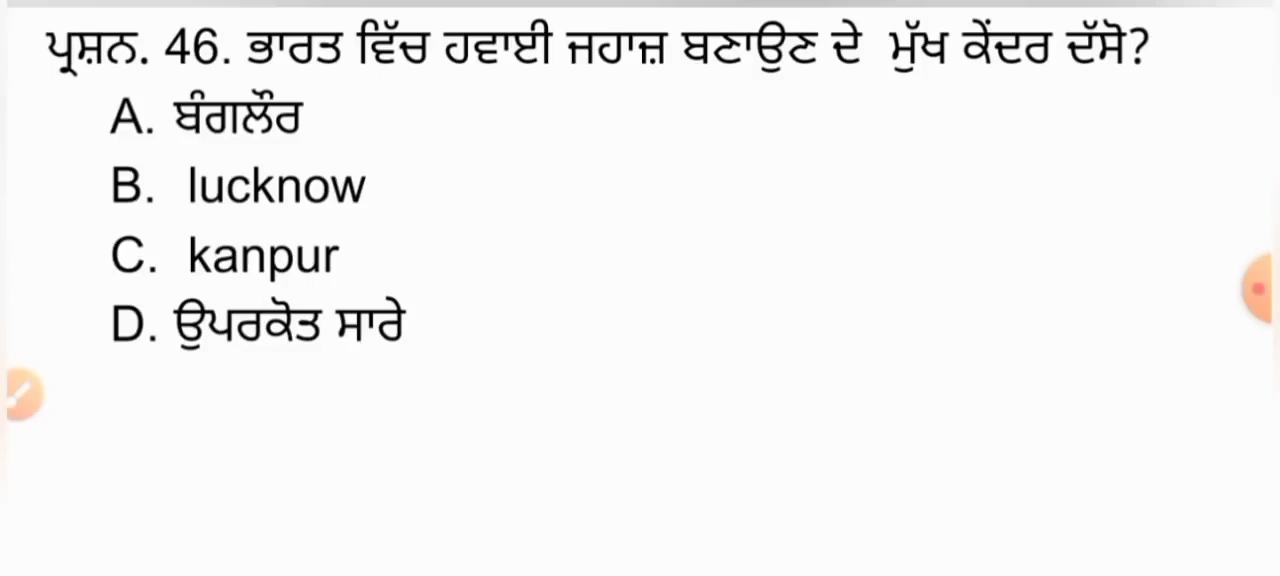 ਪ੍ਰਸ਼ਨ. 46. ਭਾਰਤ ਵਿੱਚ ਹਵਾਈ ਜਹਾਜ਼ ਬਣਾਉਣ ਦੇ ਮੁੱਖ ਕੇਂਦਰ ਦੱਸੋ?
A. ਬੰਗਲੌਰ
B. lucknow
C. kanpur
D. ਉਪਰਕੋਤ ਸਾਰੇ